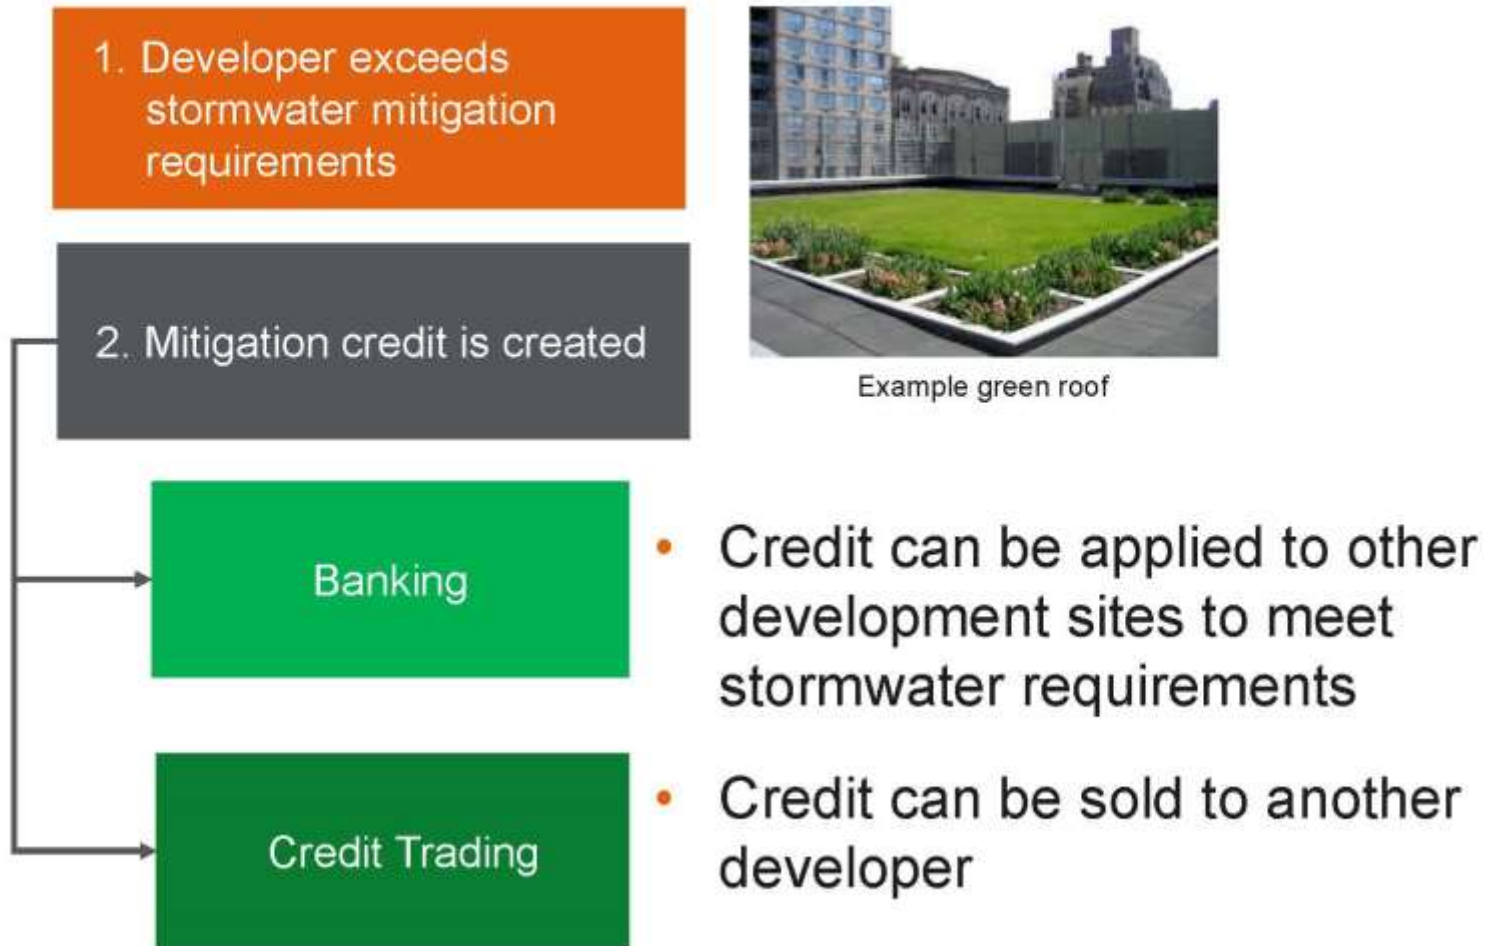 1. Developer exceeds
stormwater mitigation
requirements
Example green roof
2. Mitigation credit is created
Banking
• Credit can be applied to other
development sites to meet
stormwater requirements
Credit Trading
• Credit can be sold to another
developer